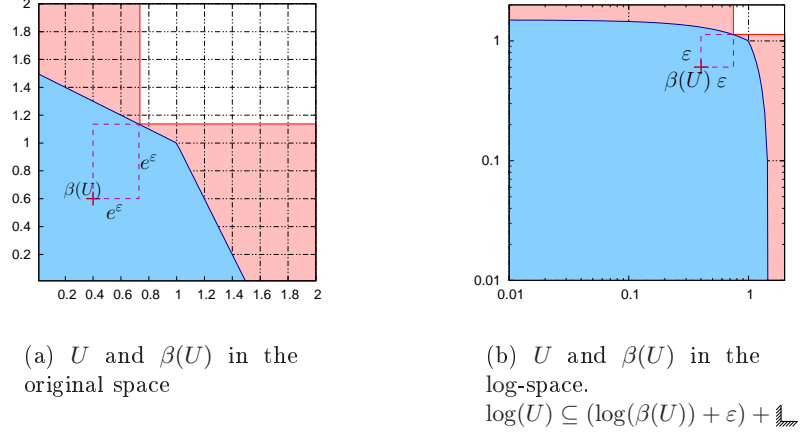 2
1.8
1.6
1.4
1.2
1
0.8
0.6
0.4
0.2
0.2 0.4 0.6 0.8 1 1.2 1.4 1.6 1.8 2
β(U)
e^ε
e^ε
1
0.1
0.01
0.01 0.1 1
ε
β(U) ε
(a) U and β(U) in the
original space
(b) U and β(U) in the
log-space.
log(U) ⊆ (log(β(U)) + ε) +